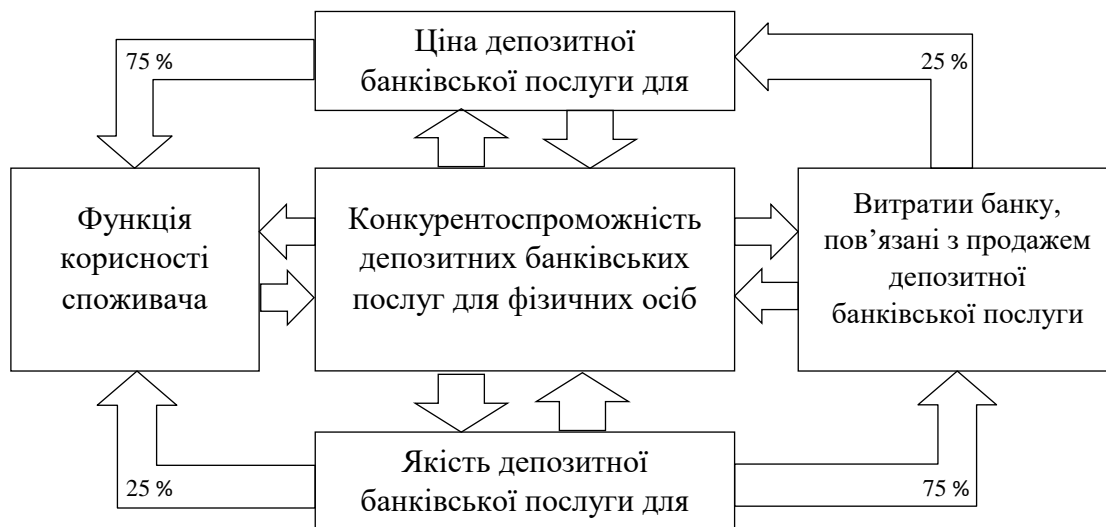 Ціна депозитної
банківської послуги для
75 %
25 %
Функція
корисності
споживача
Конкурентоспроможність
депозитних банківських
послуг для фізичних осіб
Витратии банку,
пов’язані з продажем
депозитної
банківської послуги
Якість депозитної
банківської послуги для
25 %
75 %